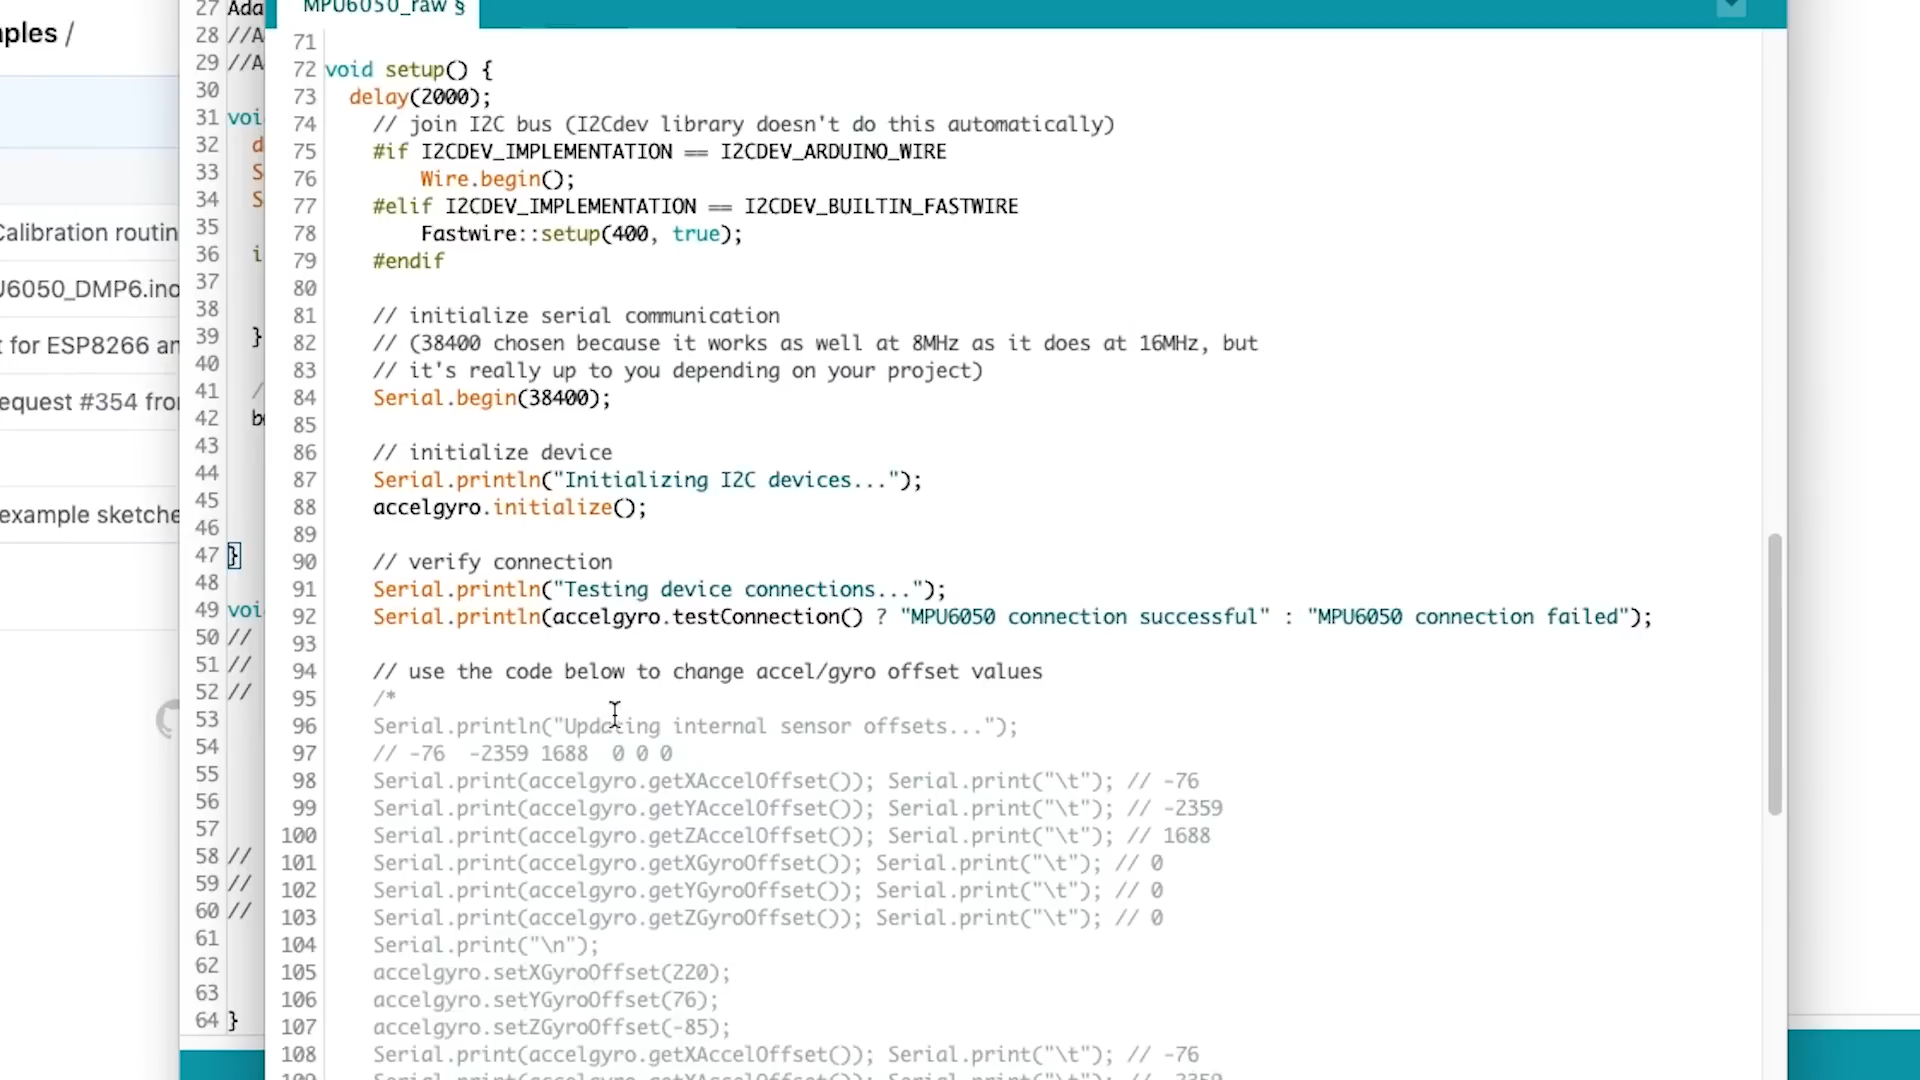 MPU6050_raw §
ples /
Calibration routin
U6050_DMP6.ino
t for ESP8266 an
equest #354 fro
example sketche
27 Ada
28 //A
29 //A
30
31 voi
32 d
33 S
34 S
35
36 i
37
38
39 }
40
41 /
42 b
43
44
45
46
47 }
48
49 voi
50 //
51 //
52 //
53
54
55
56
57
58 //
59 //
60 //
61
62
63
64 }
71
72 void setup() {
73 delay(2000);
74 // join I2C bus (I2Cdev library doesn't do this automatically)
75 #if I2CDEV_IMPLEMENTATION == I2CDEV_ARDUINO_WIRE
76 Wire.begin();
77 #elif I2CDEV_IMPLEMENTATION == I2CDEV_BUILTIN_FASTWIRE
78 Fastwire::setup(400, true);
79 #endif
80
81 // initialize serial communication
82 // (38400 chosen because it works as well at 8MHz as it does at 16MHz, but
83 // it's really up to you depending on your project)
84 Serial.begin(38400);
85
86 // initialize device
87 Serial.println("Initializing I2C devices...");
88 accelgyro.initialize();
89
90 // verify connection
91 Serial.println("Testing device connections...");
92 Serial.println(accelgyro.testConnection() ? "MPU6050 connection successful" : "MPU6050 connection failed");
93
94 // use the code below to change accel/gyro offset values
95 /*
96 Serial.println("Updating internal sensor offsets...");
97 // -76 -2359 1688 0 0 0
98 Serial.print(accelgyro.getXAccelOffset()); Serial.print("\t"); // -76
99 Serial.print(accelgyro.getYAccelOffset()); Serial.print("\t"); // -2359
100 Serial.print(accelgyro.getZAccelOffset()); Serial.print("\t"); // 1688
101 Serial.print(accelgyro.getXGyroOffset()); Serial.print("\t"); // 0
102 Serial.print(accelgyro.getYGyroOffset()); Serial.print("\t"); // 0
103 Serial.print(accelgyro.getZGyroOffset()); Serial.print("\t"); // 0
104 Serial.print("\n");
105 accelgyro.setXGyroOffset(220);
106 accelgyro.setYGyroOffset(76);
107 accelgyro.setZGyroOffset(-85);
108 Serial.print(accelgyro.getXAccelOffset()); Serial.print("\t"); // -76
109 Serial.print(accelgyro.getYAccelOffset()); Serial.print("\t"); // -2359